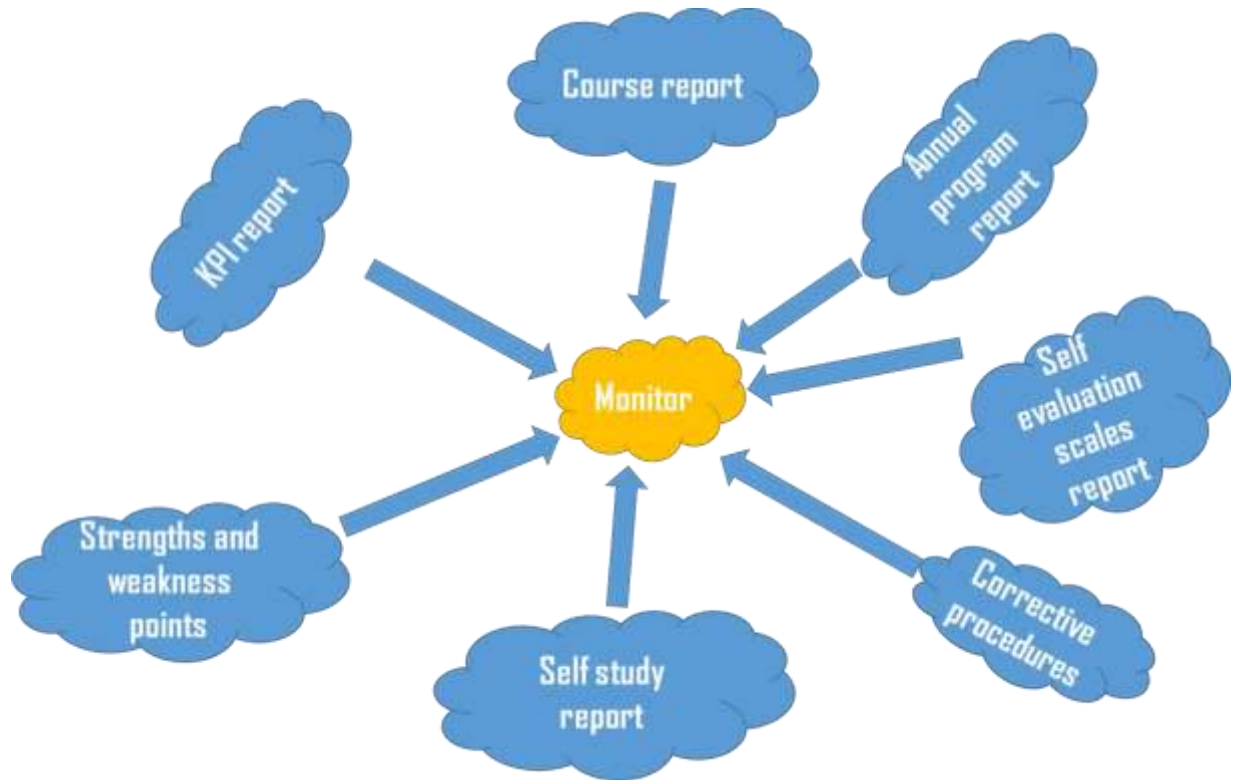 Course report
Annual
program
report
KPI report
Monitor
Self
evaluation
scales
report
Strengths and
weakness
points
Corrective
procedures
Self study
report